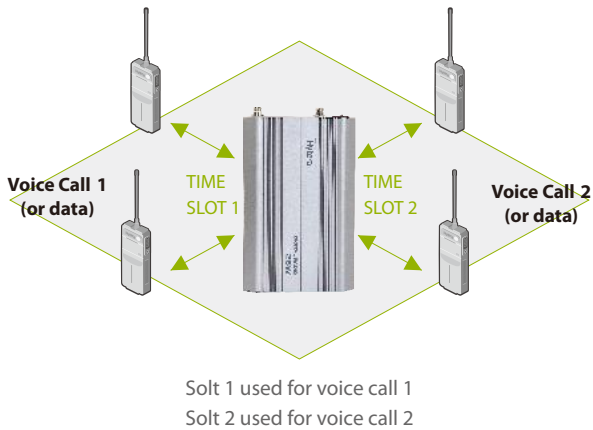 Voice Call 1
(or data)
TIME
SLOT 1
TIME
SLOT 2
Voice Call 2
(or data)
Solt 1 used for voice call 1
Solt 2 used for voice call 2